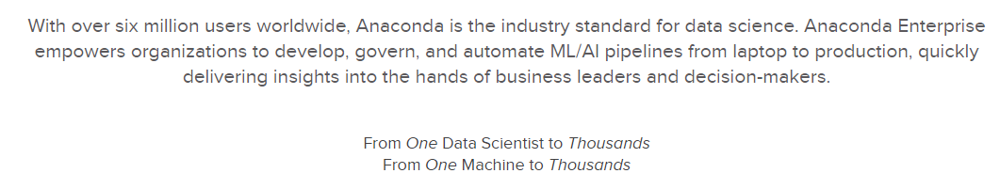 With over six million users worldwide, Anaconda is the industry standard for data science. Anaconda Enterprise
empowers organizations to develop, govern, and automate ML/AI pipelines from laptop to production, quickly
delivering insights into the hands of business leaders and decision-makers.
From One Data Scientist to Thousands
From One Machine to Thousands